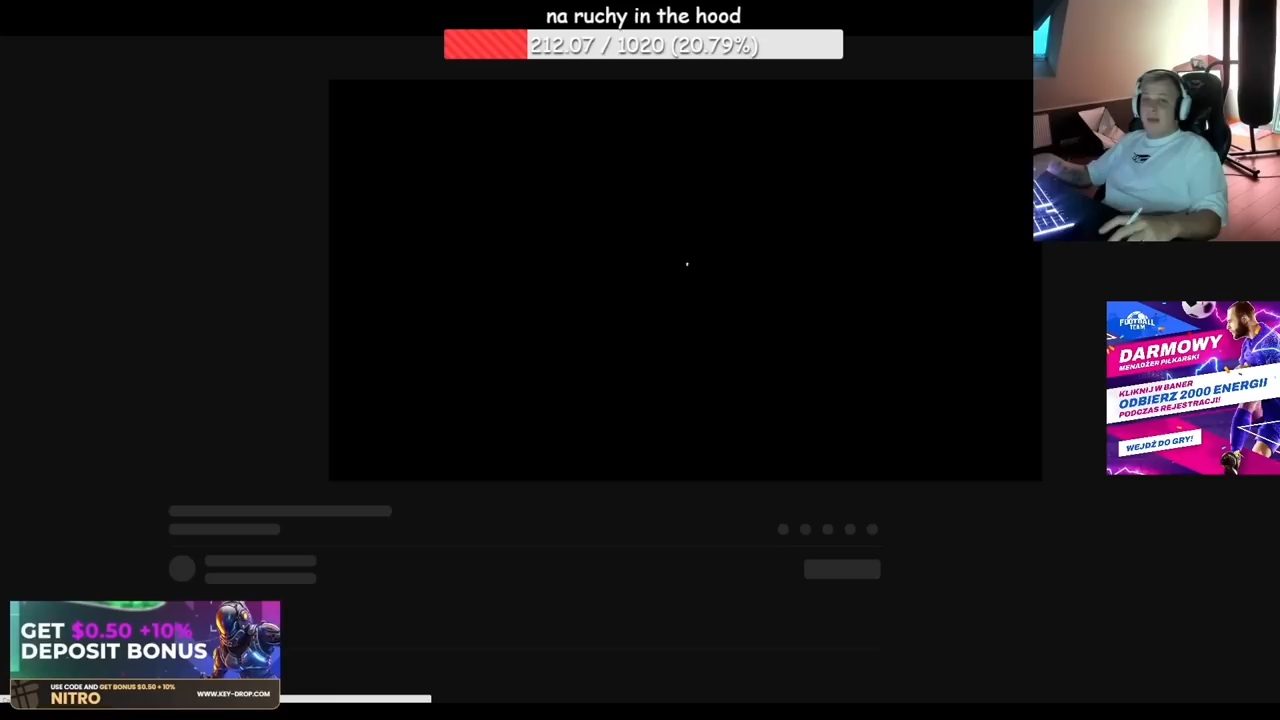 na ruchy in the hood
212.07 / 1020 (20.79%)
FOOTBALL
TEAM
DARMOWY
MENADŻER PIŁKARSKI
KLIKNIJ W BANER
ODBIERZ 2000 ENERGII
PODCZAS REJESTRACJI!
WEJDŹ DO GRY!
GET $0.50 +10%
DEPOSIT BONUS
USE CODE AND GET BONUS $0.50 + 10%
NITRO
WWW.KEY-DROP.COM